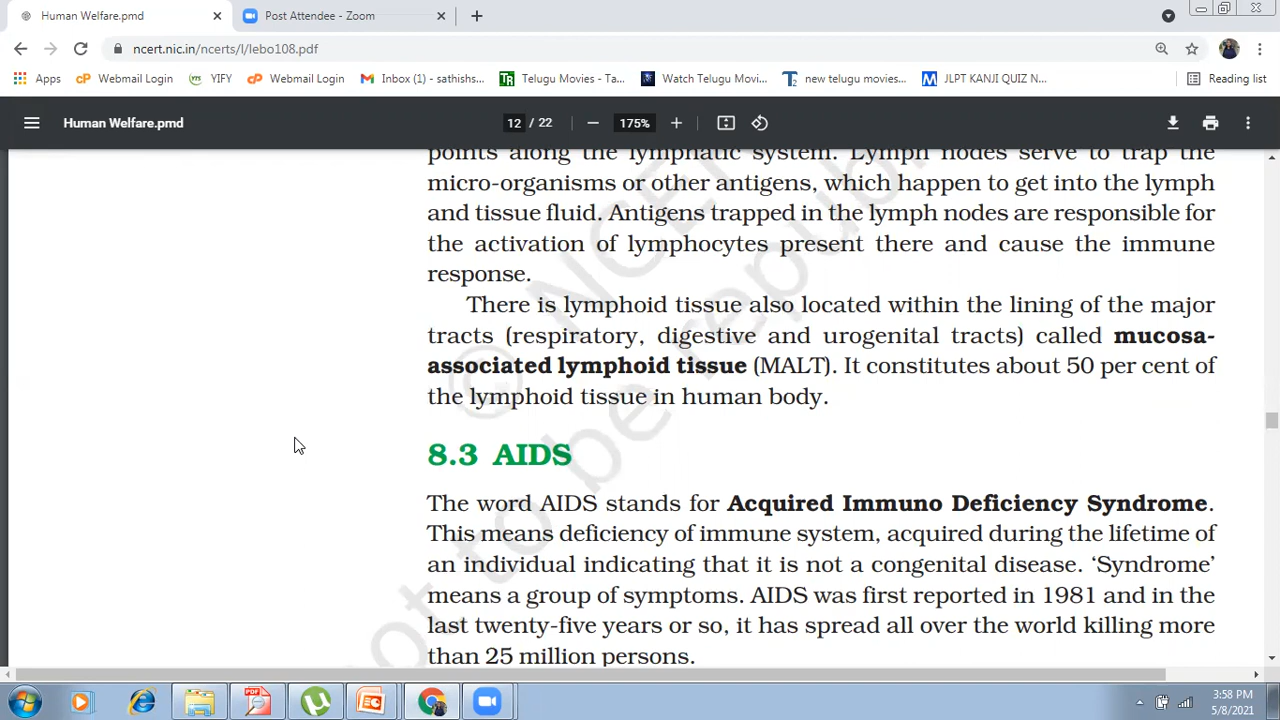 Human Welfare.pmd
Post Attendee - Zoom
ncert.nic.in/ncerts/l/lebo108.pdf
Apps
Webmail Login
YIFY
Webmail Login
Inbox (1) - sathishs...
Telugu Movies - Ta...
Watch Telugu Movi...
new telugu movies...
JLPT KANJI QUIZ N...
Reading list
Human Welfare.pmd
12 / 22
175%
points along the lymphatic system. Lymph nodes serve to trap the
micro-organisms or other antigens, which happen to get into the lymph
and tissue fluid. Antigens trapped in the lymph nodes are responsible for
the activation of lymphocytes present there and cause the immune
response.
There is lymphoid tissue also located within the lining of the major
tracts (respiratory, digestive and urogenital tracts) called mucosa-
associated lymphoid tissue (MALT). It constitutes about 50 per cent of
the lymphoid tissue in human body.
8.3 AIDS
The word AIDS stands for Acquired Immuno Deficiency Syndrome.
This means deficiency of immune system, acquired during the lifetime of
an individual indicating that it is not a congenital disease. ‘Syndrome’
means a group of symptoms. AIDS was first reported in 1981 and in the
last twenty-five years or so, it has spread all over the world killing more
than 25 million persons.
© NCE
not to be republi
3:58 PM
5/8/2021